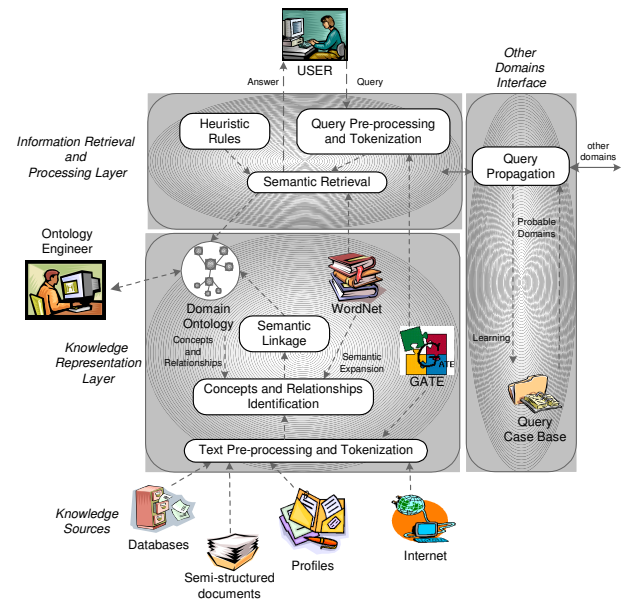 USER
Other
Domains
Interface
Answer
Query
Information Retrieval
and
Processing Layer
Heuristic
Rules
Query Pre-processing
and Tokenization
Semantic Retrieval
Query
Propagation
other
domains
Ontology
Engineer
Domain
Ontology
WordNet
Probable
Domains
Knowledge
Representation
Layer
Concepts
and
Relationships
Semantic
Linkage
Semantic
Expansion
G
ATE
GATE
Learning
Concepts and Relationships
Identification
Query
Case Base
Text Pre-processing and Tokenization
Knowledge
Sources
Databases
Semi-structured
documents
Profiles
Internet